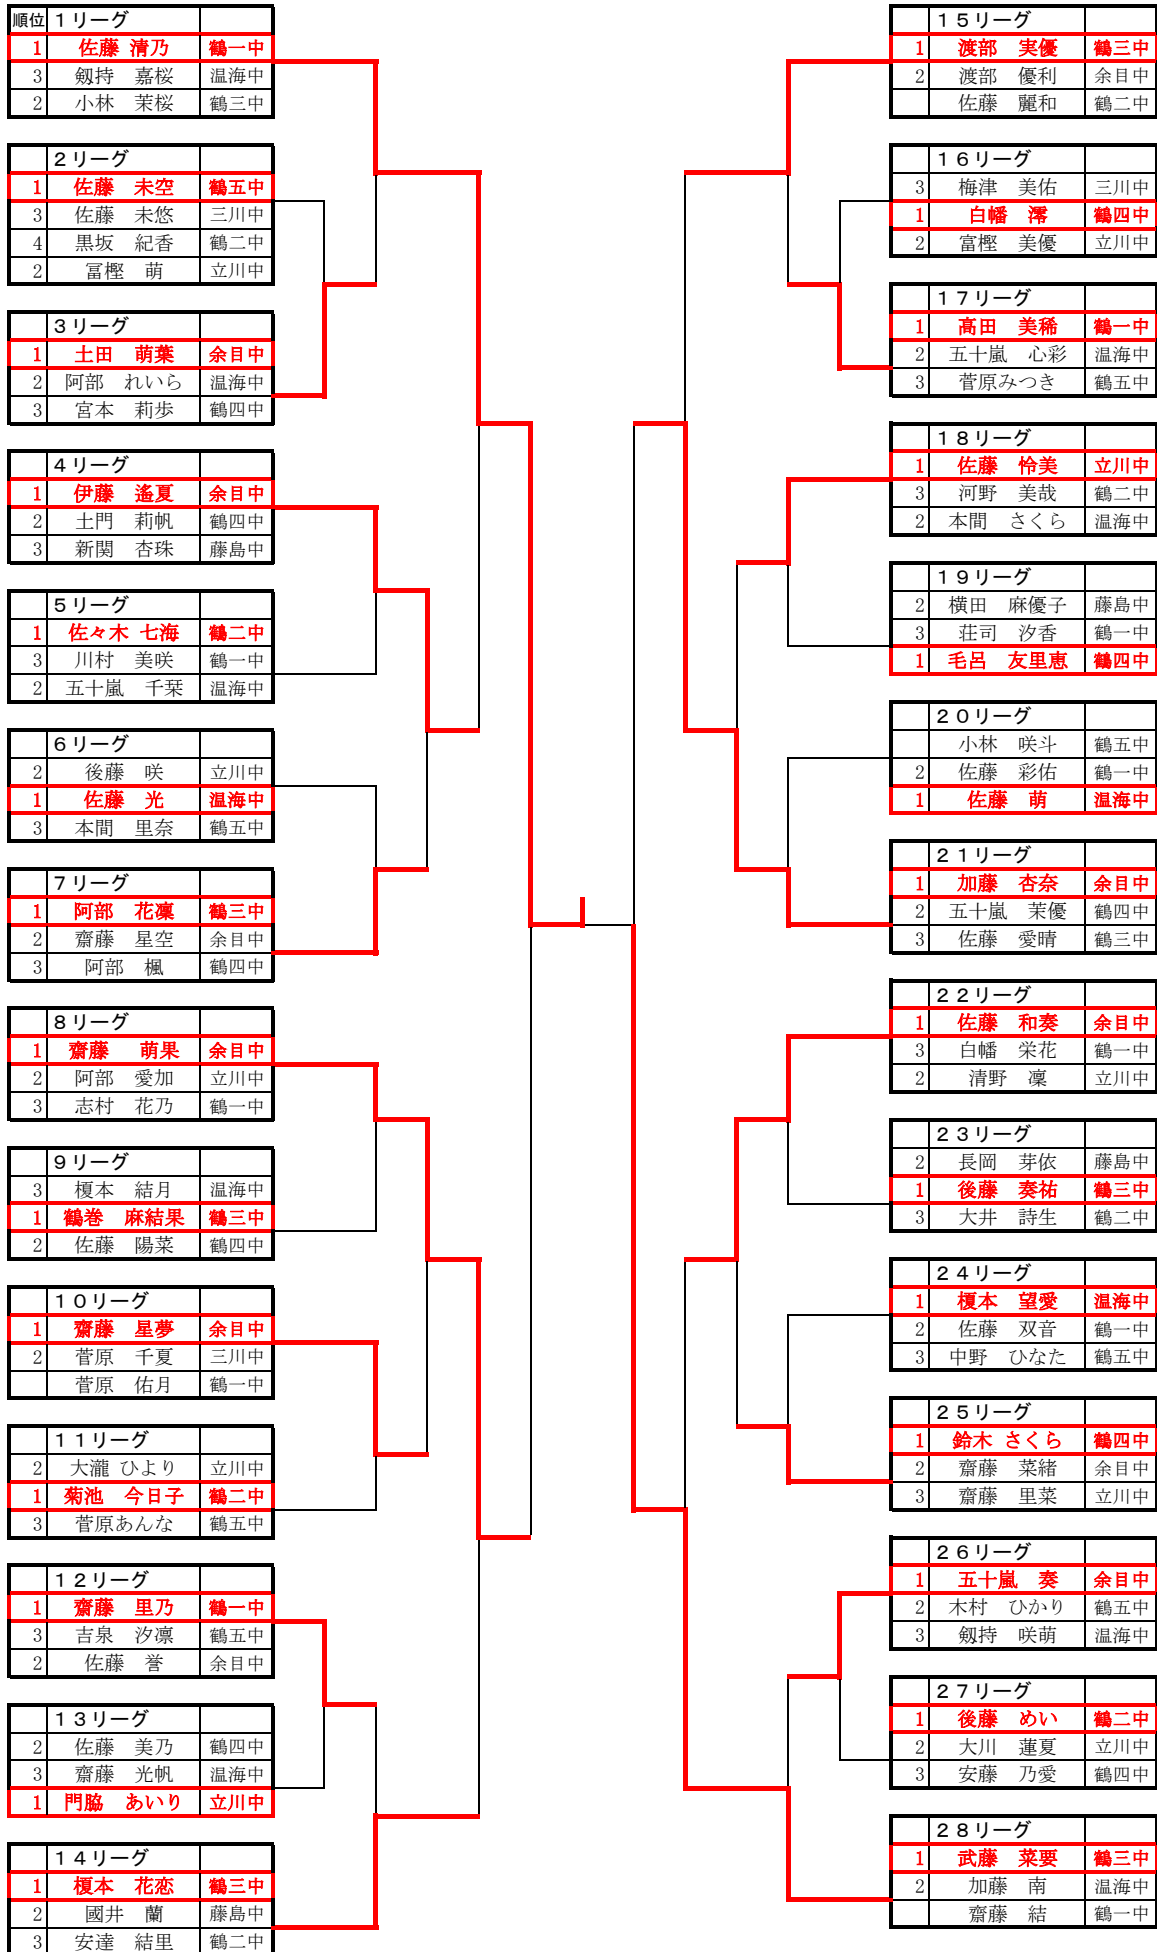 順位 1リーグ
1 佐藤 清乃 鶴一中
3 剱持 嘉桜 温海中
2 小林 茉桜 鶴三中
2リーグ
1 佐藤 未空 鶴五中
3 佐藤 未悠 三川中
4 黒坂 紀香 鶴二中
2 冨樫 萌 立川中
3リーグ
1 土田 萌葉 余目中
2 阿部 れいら 温海中
3 宮本 莉歩 鶴四中
4リーグ
1 伊藤 遙夏 余目中
2 土門 莉帆 鶴四中
3 新関 杏珠 藤島中
5リーグ
1 佐々木 七海 鶴二中
3 川村 美咲 鶴一中
2 五十嵐 千栞 温海中
6リーグ
2 後藤 咲 立川中
1 佐藤 光 温海中
3 本間 里奈 鶴五中
7リーグ
1 阿部 花凜 鶴三中
2 齋藤 星空 余目中
3 阿部 楓 鶴四中
8リーグ
1 齋藤 萌果 余目中
2 阿部 愛加 立川中
3 志村 花乃 鶴一中
9リーグ
3 榎本 結月 温海中
1 鶴巻 麻結果 鶴三中
2 佐藤 陽菜 鶴四中
10リーグ
1 齋藤 星夢 余目中
2 菅原 千夏 三川中
菅原 佑月 鶴一中
11リーグ
2 大瀧 ひより 立川中
1 菊池 今日子 鶴二中
3 菅原あんな 鶴五中
12リーグ
1 齋藤 里乃 鶴一中
3 吉泉 汐凛 鶴五中
2 佐藤 誉 余目中
13リーグ
2 佐藤 美乃 鶴四中
3 齋藤 光帆 温海中
1 門脇 あいり 立川中
14リーグ
1 榎本 花恋 鶴三中
2 國井 蘭 藤島中
3 安達 結里 鶴二中
15リーグ
1 渡部 実優 鶴三中
2 渡部 優利 余目中
佐藤 麗和 鶴二中
16リーグ
3 梅津 美佑 三川中
1 白幡 澪 鶴四中
2 富樫 美優 立川中
17リーグ
1 高田 美稀 鶴一中
2 五十嵐 心彩 温海中
3 菅原みつき 鶴五中
18リーグ
1 佐藤 怜美 立川中
3 河野 美哉 鶴二中
2 本間 さくら 温海中
19リーグ
2 横田 麻優子 藤島中
3 荘司 汐香 鶴一中
1 毛呂 友里恵 鶴四中
20リーグ
小林 咲斗 鶴五中
2 佐藤 彩佑 鶴一中
1 佐藤 萌 温海中
21リーグ
1 加藤 杏奈 余目中
2 五十嵐 茉優 鶴四中
3 佐藤 愛晴 鶴三中
22リーグ
1 佐藤 和奏 余目中
3 白幡 栄花 鶴一中
2 清野 凜 立川中
23リーグ
2 長岡 芽依 藤島中
1 後藤 奏祐 鶴三中
3 大井 詩生 鶴二中
24リーグ
1 榎本 望愛 温海中
2 佐藤 双音 鶴一中
3 中野 ひなた 鶴五中
25リーグ
1 鈴木 さくら 鶴四中
2 齋藤 菜緒 余目中
3 齋藤 里菜 立川中
26リーグ
1 五十嵐 奏 余目中
2 木村 ひかり 鶴五中
3 剱持 咲萌 温海中
27リーグ
1 後藤 めい 鶴二中
2 大川 蓮夏 立川中
3 安藤 乃愛 鶴四中
28リーグ
1 武藤 菜要 鶴三中
2 加藤 南 温海中
齋藤 結 鶴一中